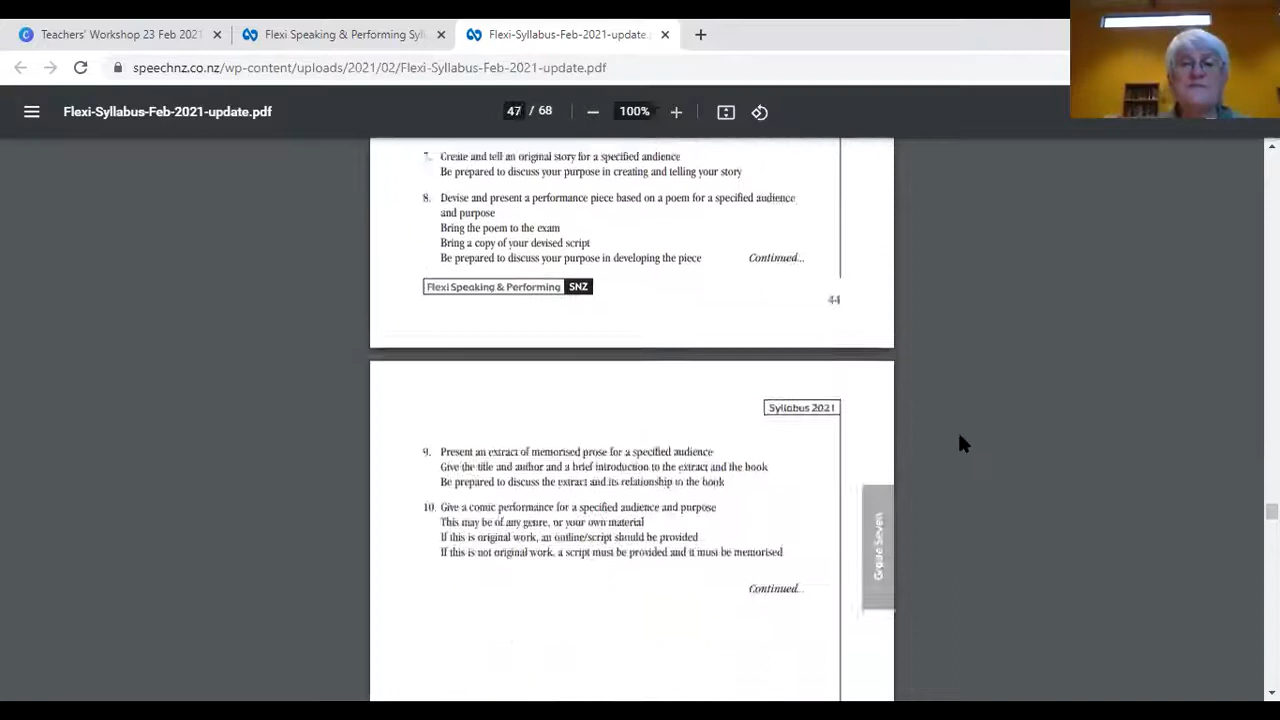 Teachers' Workshop 23 Feb 2021
Flexi Speaking & Performing Syl
Flexi-Syllabus-Feb-2021-update.
speechnz.co.nz/wp-content/uploads/2021/02/Flexi-Syllabus-Feb-2021-update.pdf
Flexi-Syllabus-Feb-2021-update.pdf
47 / 68
100%
7. Create and tell an original story for a specified audience
Be prepared to discuss your purpose in creating and telling your story
8. Devise and present a performance piece based on a poem for a specified audience
and purpose
Bring the poem to the exam
Bring a copy of your devised script
Be prepared to discuss your purpose in developing the piece
Continued...
Flexi Speaking & Performing SNZ
44
Syllabus 2021
9. Present an extract of memorised prose for a specified audience
Give the title and author and a brief introduction to the extract and the book
Be prepared to discuss the extract and its relationship to the book
10. Give a comic performance for a specified audience and purpose
This may be of any genre, or your own material
If this is original work, an outline/script should be provided
If this is not original work, a script must be provided and it must be memorised
Grade Seven
Continued...